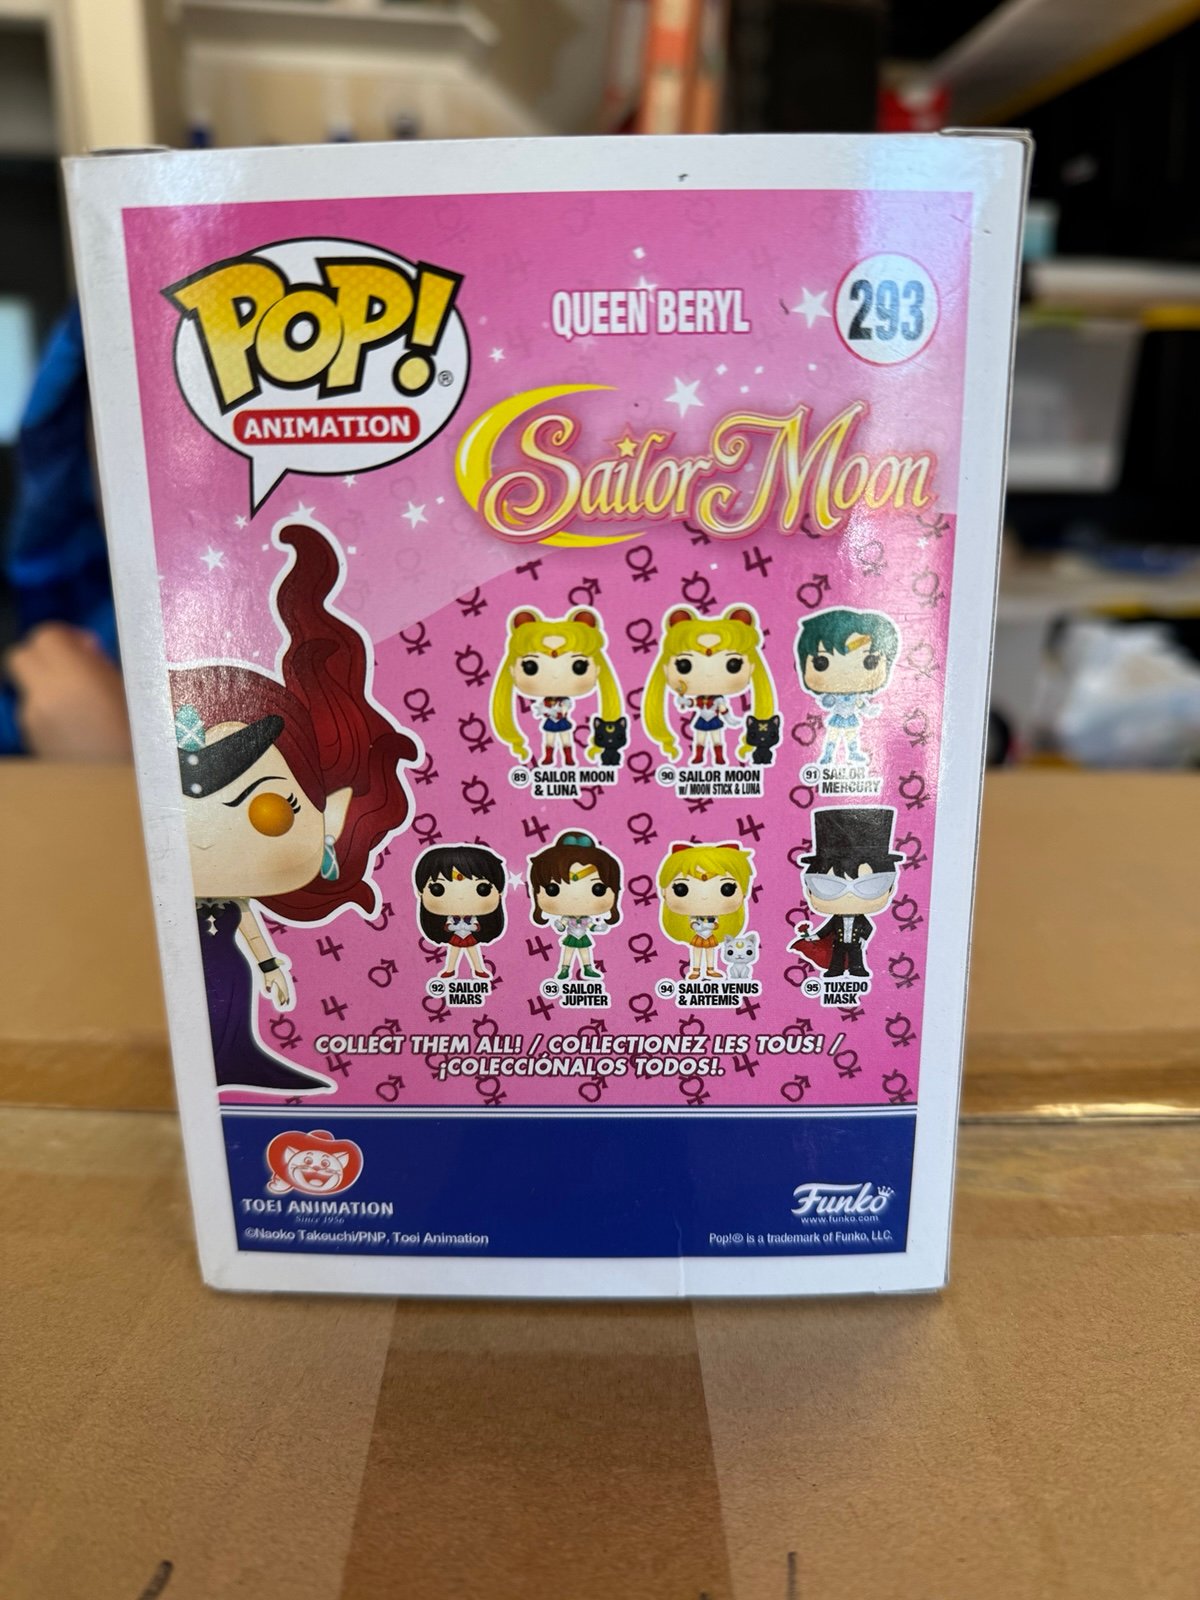 POP!®
ANIMATION
QUEEN BERYL
293
Sailor Moon
89 SAILOR MOON
& LUNA
90 SAILOR MOON
w/ MOON STICK & LUNA
91 SAILOR
MERCURY
92 SAILOR
MARS
93 SAILOR
JUPITER
94 SAILOR VENUS
& ARTEMIS
95 TUXEDO
MASK
COLLECT THEM ALL! / COLLECTIONEZ LES TOUS! /
¡COLECCIÓNALOS TODOS!.
TOEI ANIMATION
Since 1956
©Naoko Takeuchi/PNP, Toei Animation
Funko
www.funko.com
Pop!® is a trademark of Funko, LLC.